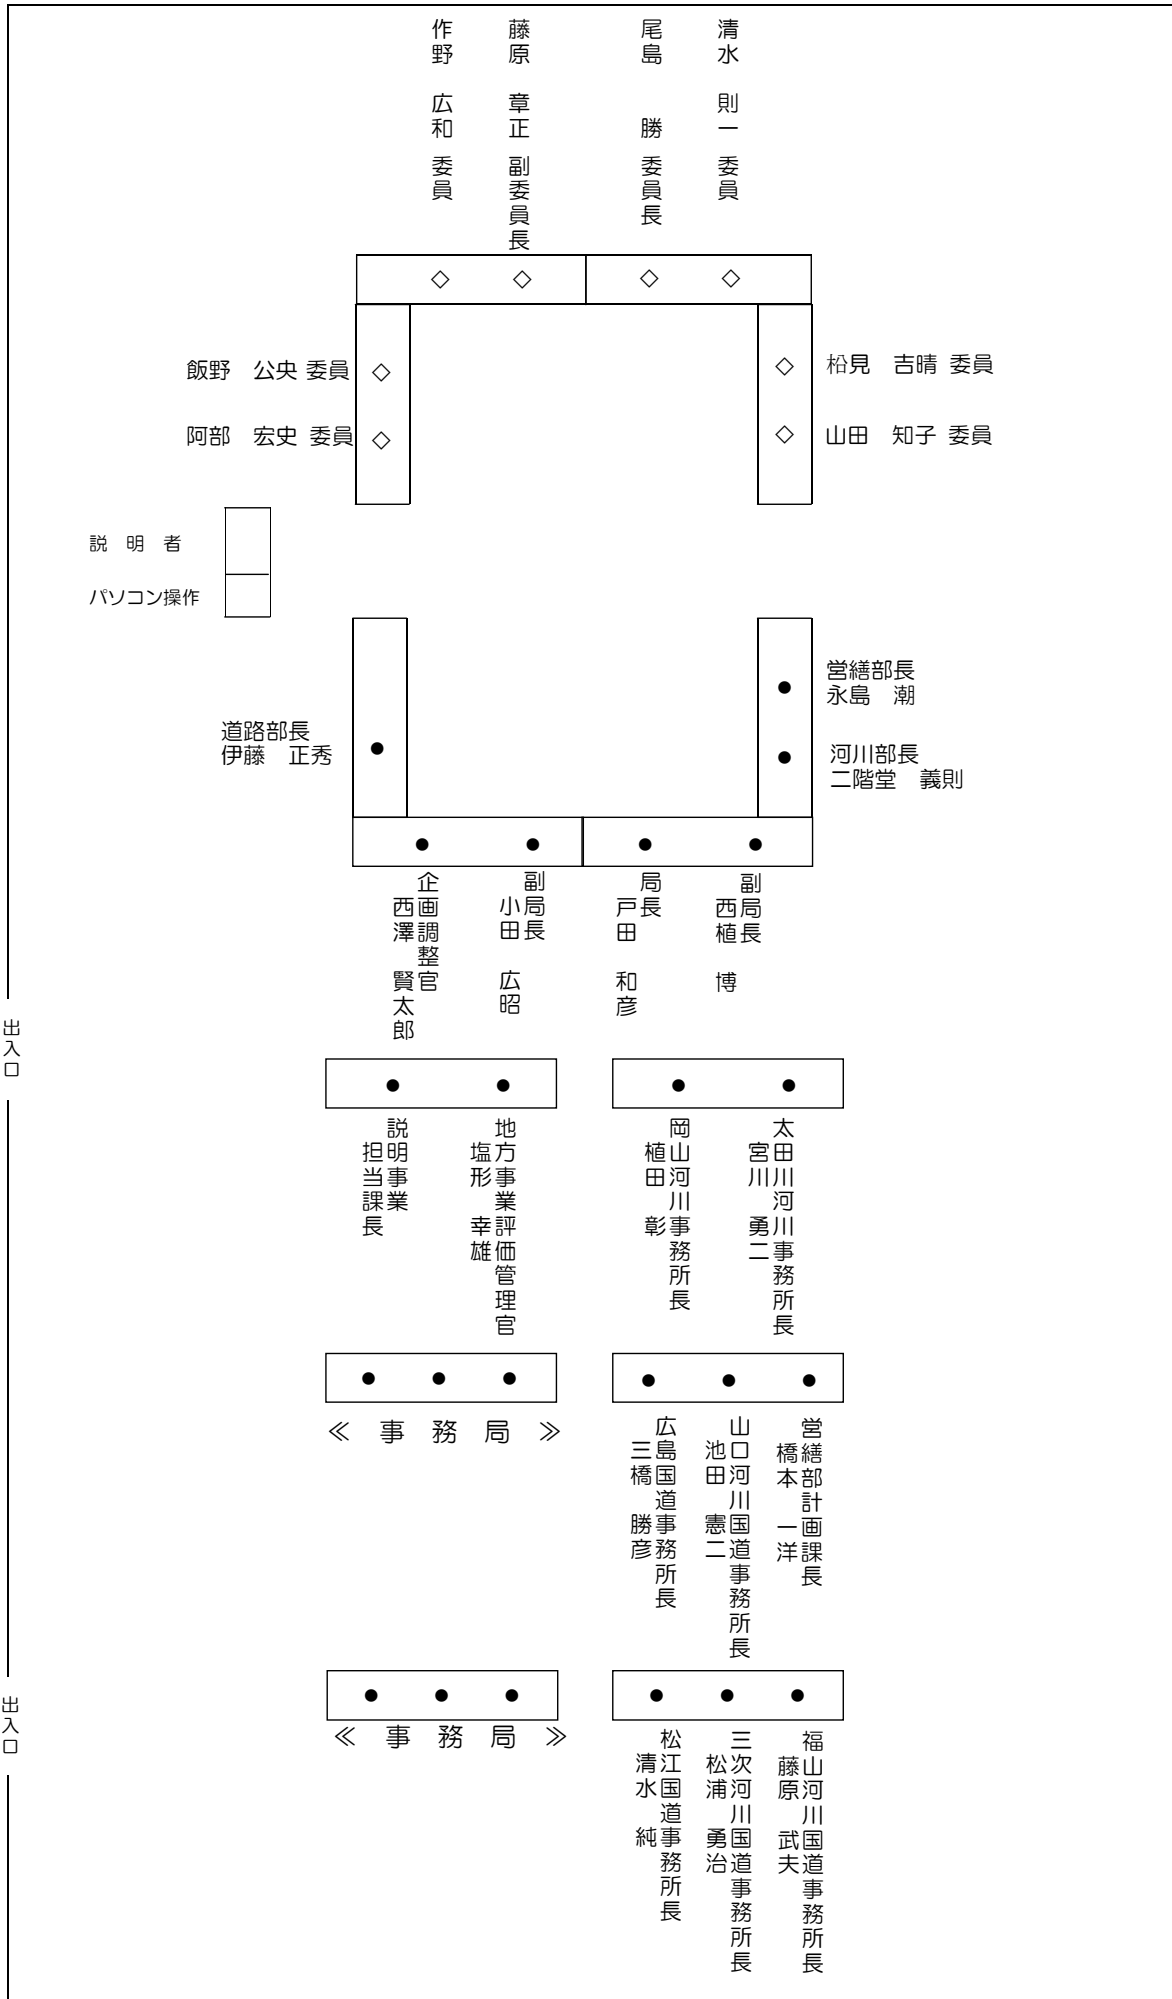 作野　広和　委員
藤原　章正　副委員長
尾島　勝　委員長
清水　則一　委員
飯野　公央 委員
阿部　宏史 委員
柗見　吉晴 委員
山田　知子 委員
説　明　者
パソコン操作
営繕部長
永島　潮
河川部長
二階堂　義則
道路部長
伊藤　正秀
企画調整官
西澤　賢太郎
副局長
小田　広昭
局長
戸田　和彦
副局長
西植　博
出入口
説明事業
担当課長
地方事業評価管理官
塩形　幸雄
岡山河川事務所長
植田　彰
太田川河川事務所長
宮川　勇二
≪　事　務　局　≫
広島国道事務所長
三橋　勝彦
山口河川国道事務所長
池田　憲二
営繕部計画課長
橋本　一洋
出入口
≪　事　務　局　≫
松江国道事務所長
清水　純
三次河川国道事務所長
松浦　勇治
福山河川国道事務所長
藤原　武夫